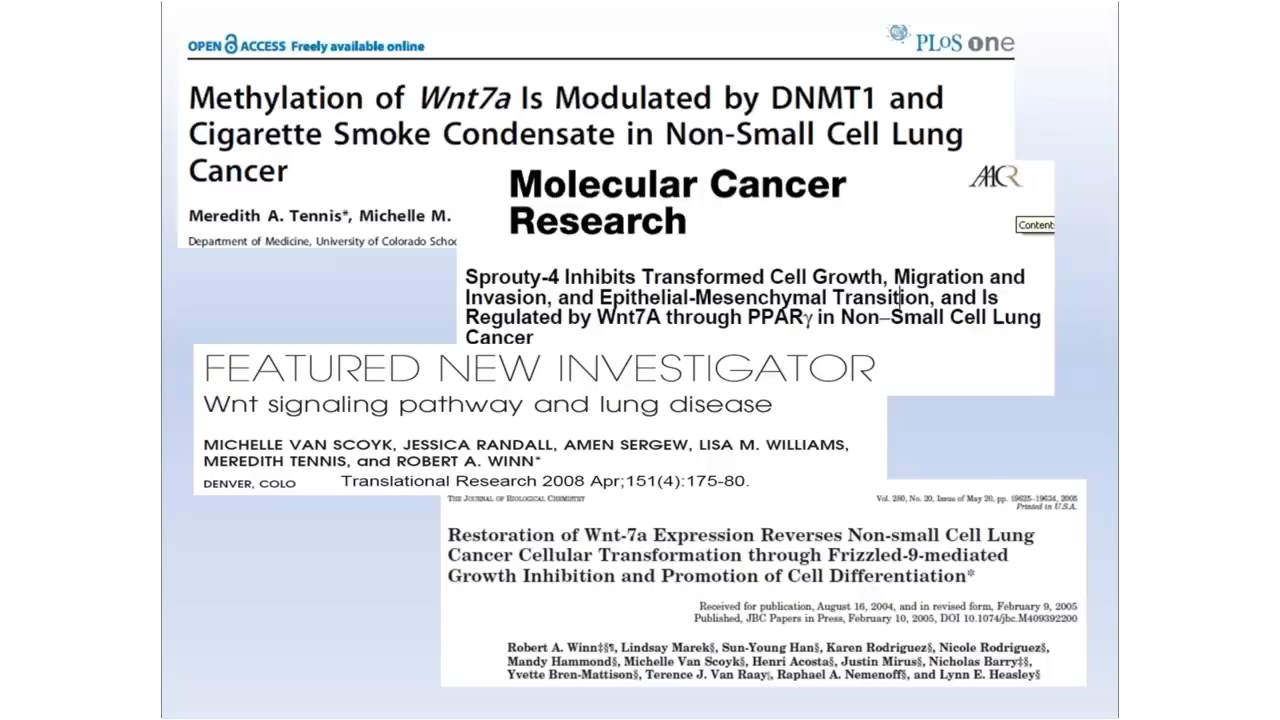 OPEN ACCESS Freely available online
PLoS one
Methylation of Wnt7a Is Modulated by DNMT1 and
Cigarette Smoke Condensate in Non-Small Cell Lung
Cancer
Meredith A. Tennis*, Michelle M.
Department of Medicine, University of Colorado Schoo
Molecular Cancer
Research
AACR
Content
Sprouty-4 Inhibits Transformed Cell Growth, Migration and
Invasion, and Epithelial-Mesenchymal Transition, and Is
Regulated by Wnt7A through PPARγ in Non–Small Cell Lung
Cancer
FEATURED NEW INVESTIGATOR
Wnt signaling pathway and lung disease
MICHELLE VAN SCOYK, JESSICA RANDALL, AMEN SERGEW, LISA M. WILLIAMS,
MEREDITH TENNIS, and ROBERT A. WINN*
DENVER, COLO
Translational Research 2008 Apr;151(4):175-80.
THE JOURNAL OF BIOLOGICAL CHEMISTRY
Vol. 280, No. 20, Issue of May 20, pp. 19625–19634, 2005
Printed in U.S.A.
Restoration of Wnt-7a Expression Reverses Non-small Cell Lung
Cancer Cellular Transformation through Frizzled-9-mediated
Growth Inhibition and Promotion of Cell Differentiation*
Received for publication, August 16, 2004, and in revised form, February 9, 2005
Published, JBC Papers in Press, February 10, 2005, DOI 10.1074/jbc.M409392200
Robert A. Winn‡§¶, Lindsay Marek§, Sun-Young Han§, Karen Rodriguez§, Nicole Rodriguez§,
Mandy Hammond§, Michelle Van Scoyk§, Henri Acosta§, Justin Mirus§, Nicholas Barry‡§,
Yvette Bren-Mattison§, Terence J. Van Raay¦, Raphael A. Nemenoff§, and Lynn E. Heasley§